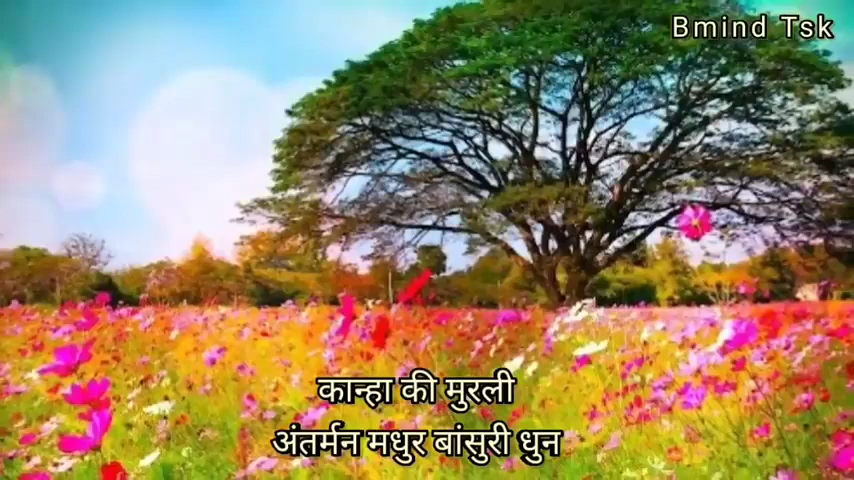 Bmind Tsk
कान्हा की मुरली
अंतर्मन मधुर बांसुरी धुन